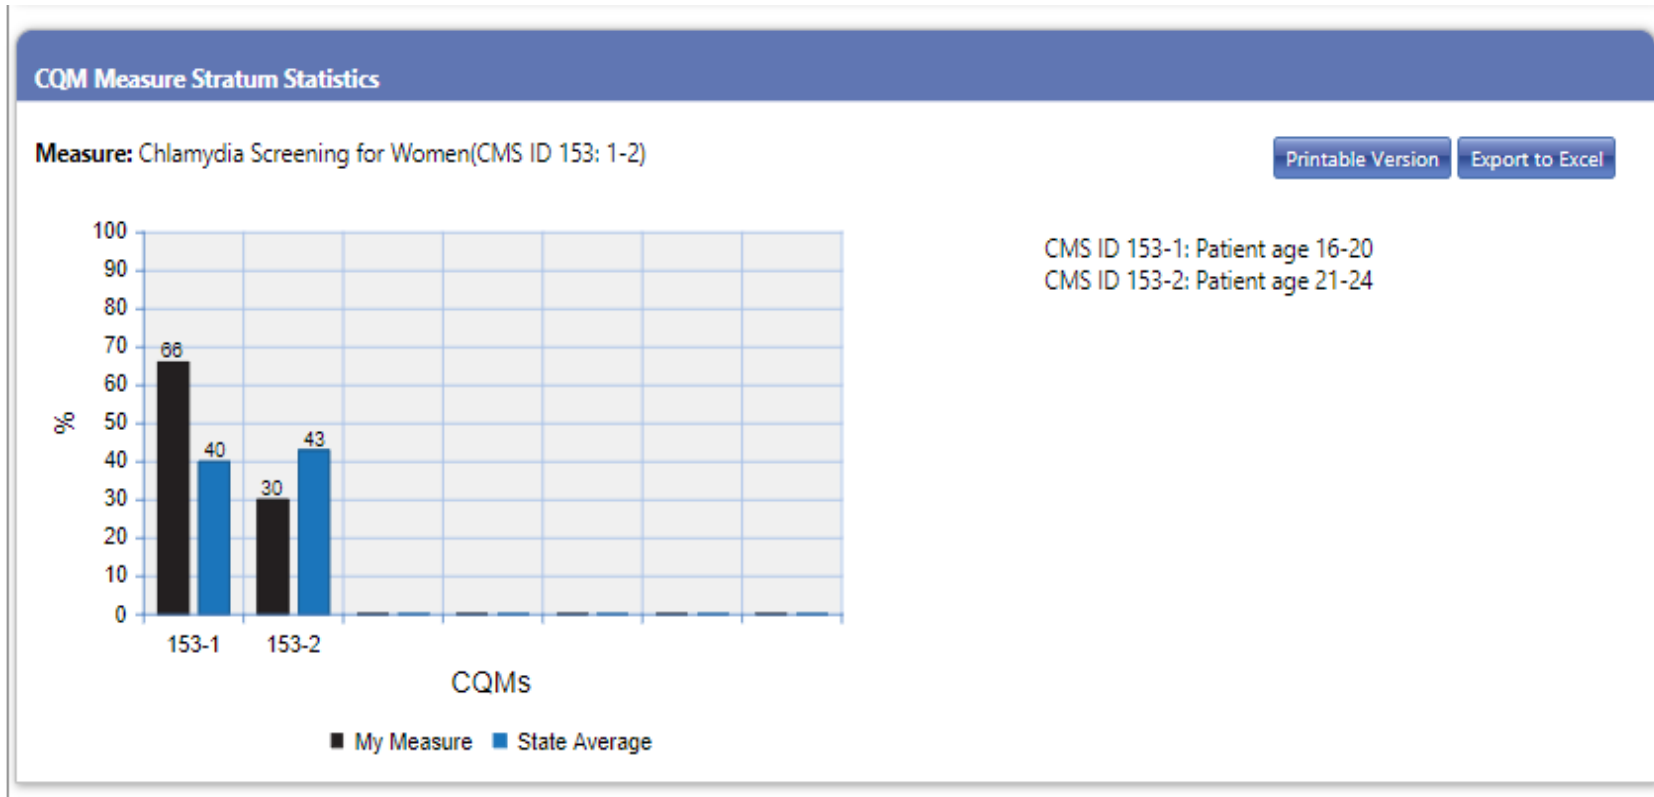 CQM Measure Stratum Statistics
Measure: Chlamydia Screening for Women(CMS ID 153: 1-2)
Printable Version
Export to Excel
CMS ID 153-1: Patient age 16-20
CMS ID 153-2: Patient age 21-24
100
90
80
70
60
50
40
30
20
10
0
%
66
40
30
43
153-1
153-2
CQMs
My Measure
State Average